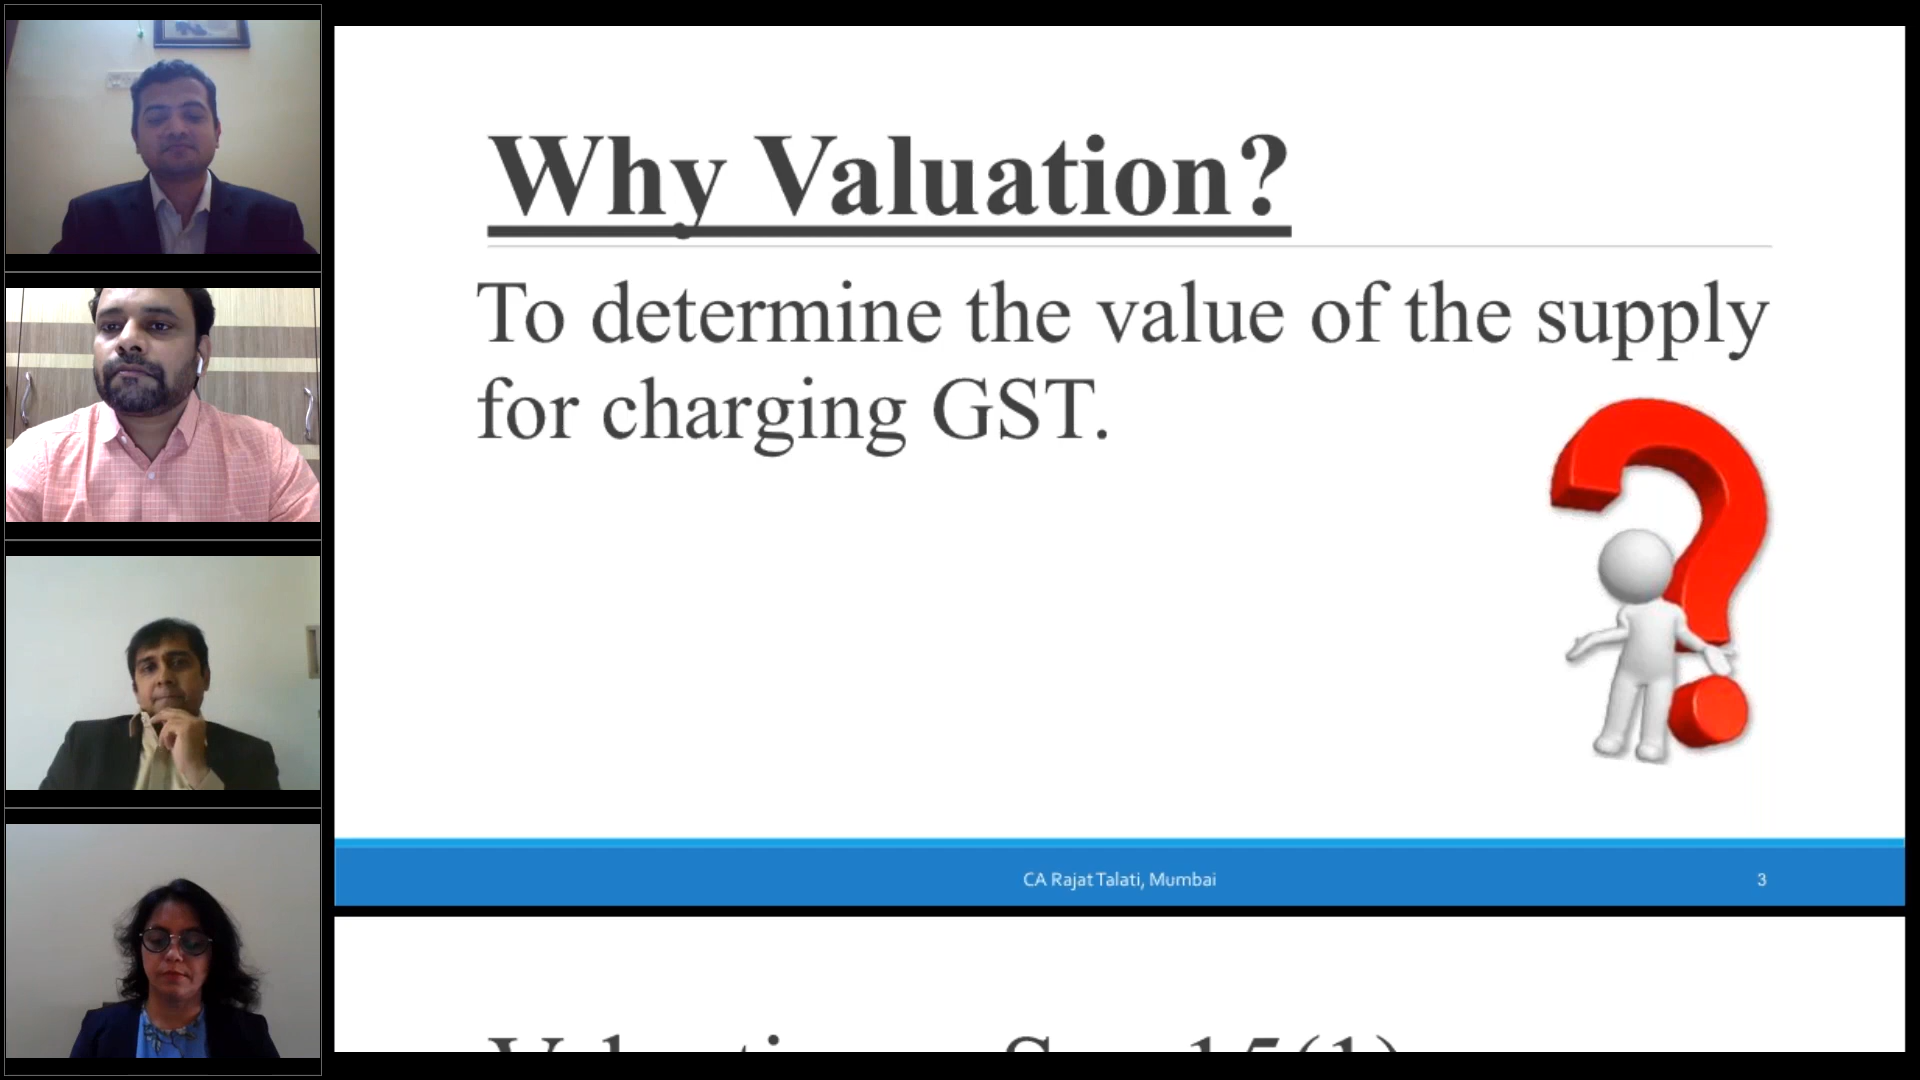 Why Valuation?
To determine the value of the supply
for charging GST.
CA Rajat Talati, Mumbai
3